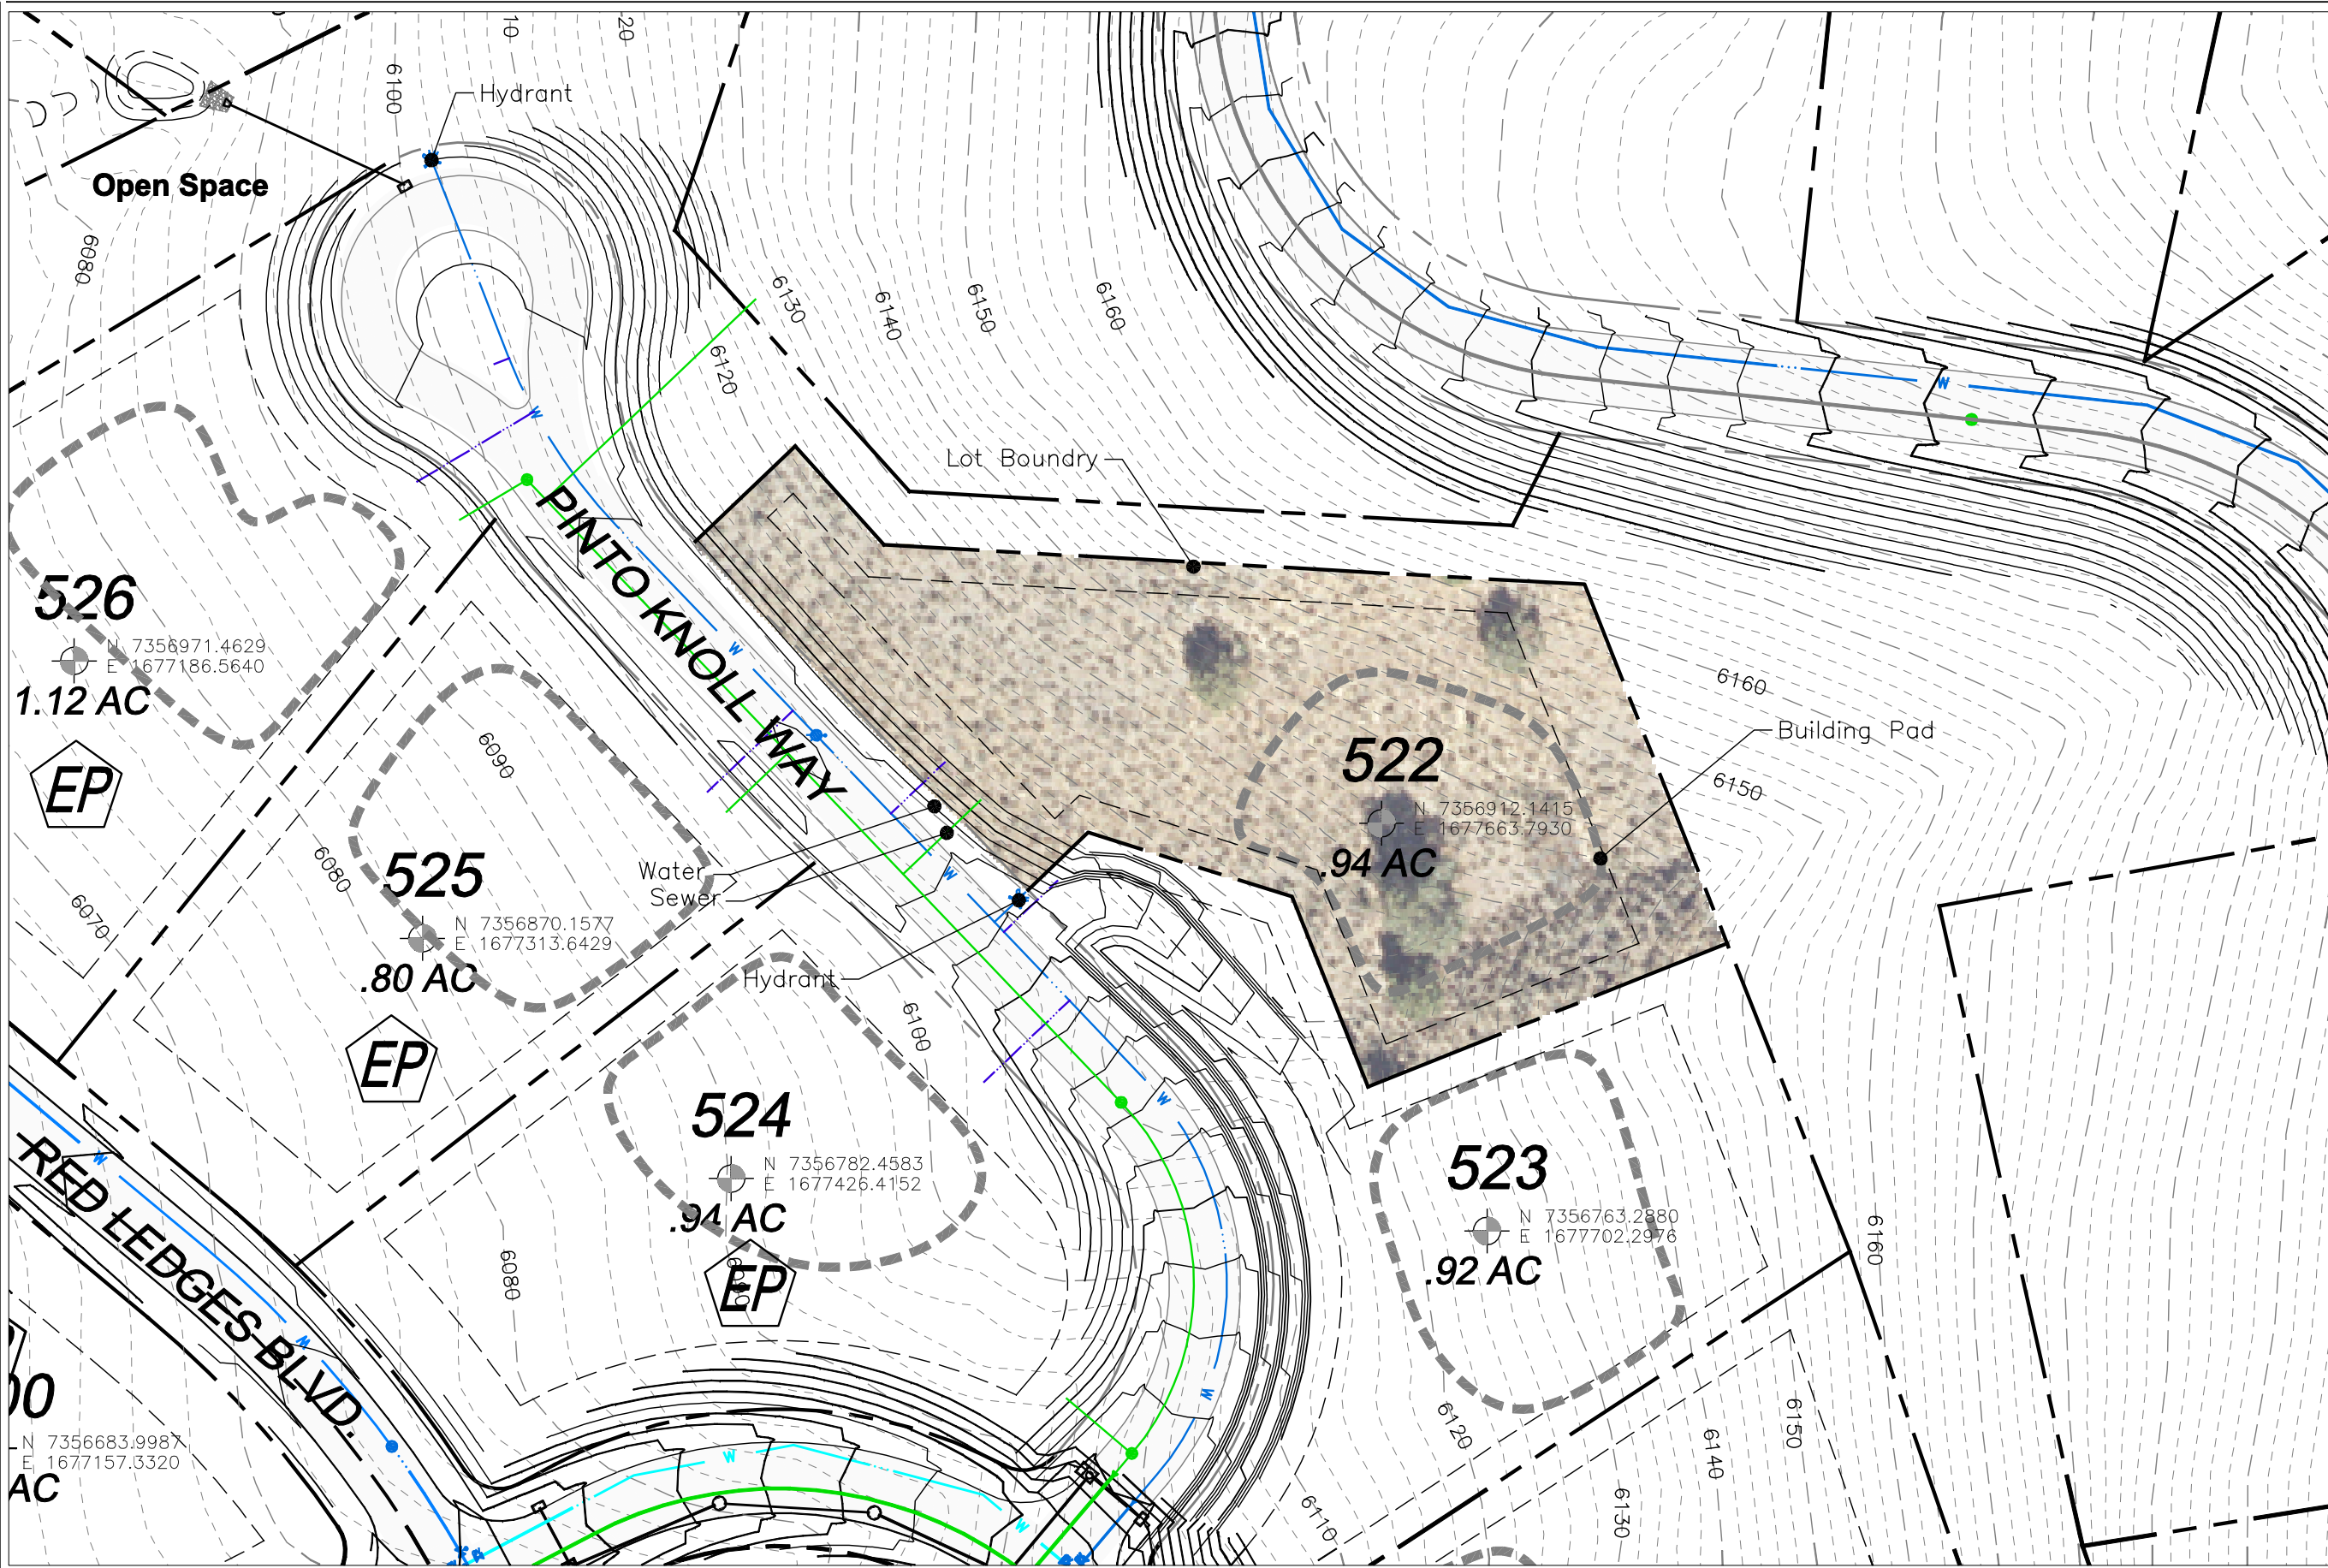 10
20
6100
Hydrant
Open Space
6080
6130
6140
6150
6160
6120
Lot Boundry
PINTO KNOLL WAY
526
N 7356971.4629
E 1677186.5640
1.12 AC
EP
6090
6080
6070
525
N 7356870.1577
E 1677313.6429
.80 AC
EP
W
W
W
W
W
W
W
Water
Sewer
Hydrant
522
N 7356912.1415
E 1677663.7930
.94 AC
6160
Building Pad
6150
6100
524
N 7356782.4583
E 1677426.4152
.94 AC
EP
6080
6090
523
N 7356763.2880
E 1677702.2976
.92 AC
6160
6120
6150
6140
6130
6110
RED LEDGES BLVD.
W
W
W
W
00
N 7356683.9987
E 1677157.3320
AC